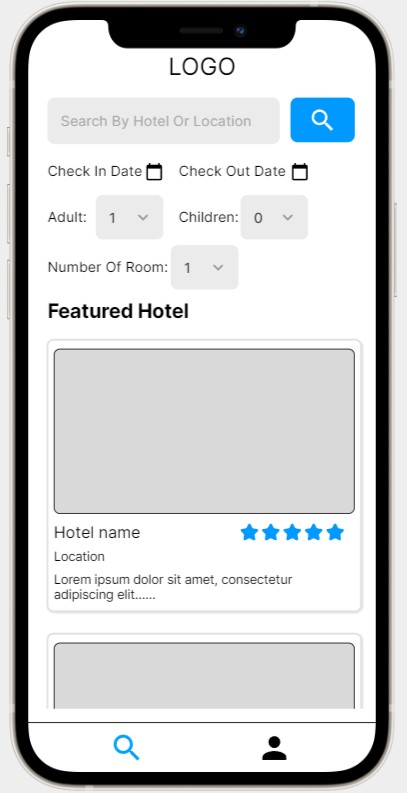 LOGO
Search By Hotel Or Location
Check In Date Check Out Date
Adult: 1 Children: 0
Number Of Room: 1
Featured Hotel
Hotel name
Location
Lorem ipsum dolor sit amet, consectetur
adipiscing elit......